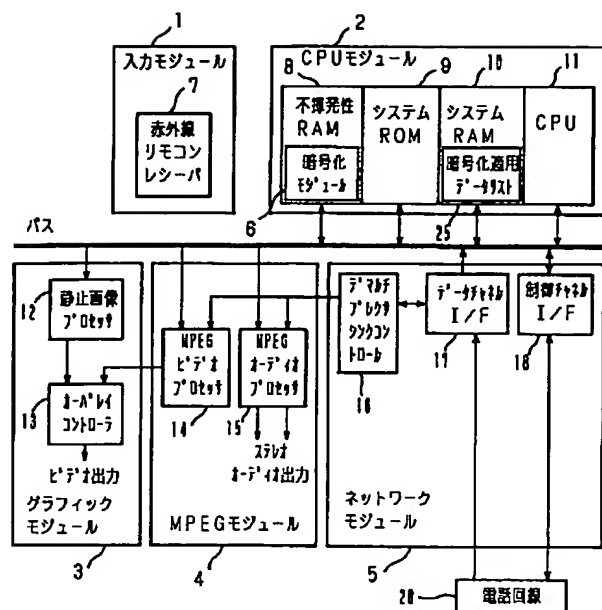 1
入力モジュール
7
赤外線
リモコン
レシーバ
2
CPUモジュール
8
9
10
11
不揮発性
RAM
暗号化
モジュール
6
システム
ROM
システム
RAM
暗号化適用
データリスト
25
CPU
バス
12
静止画像
プロセッサ
13
オーバレイ
コントローラ
ビデオ出力
グラフィック
モジュール
3
MPEG
ビデオ
プロセッサ
14
MPEG
オーディオ
プロセッサ
15
ステレオ
オーディオ出力
MPEGモジュール
4
デマルチ
プレクサ
シンクコン
トロール
16
データチャネル
I/F
17
制御チャネル
I/F
18
ネットワーク
モジュール
5
20
電話回線